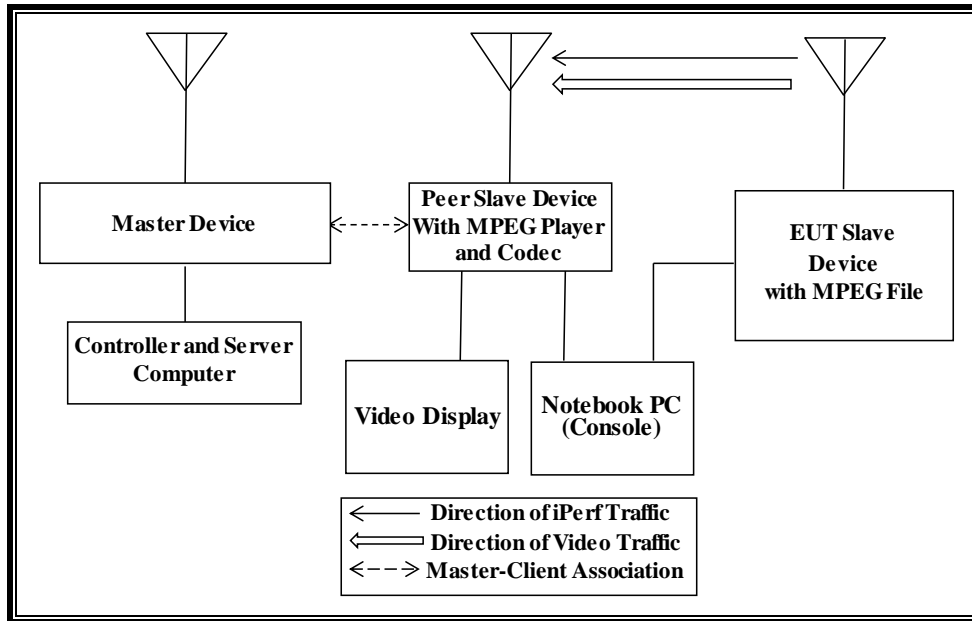 Master Device
Peer Slave Device
With MPEG Player
and Codec
EUT Slave
Device
with MPEG File
Controller and Server
Computer
Video Display
Notebook PC
(Console)
Direction of iPerf Traffic
Direction of Video Traffic
Master-Client Association